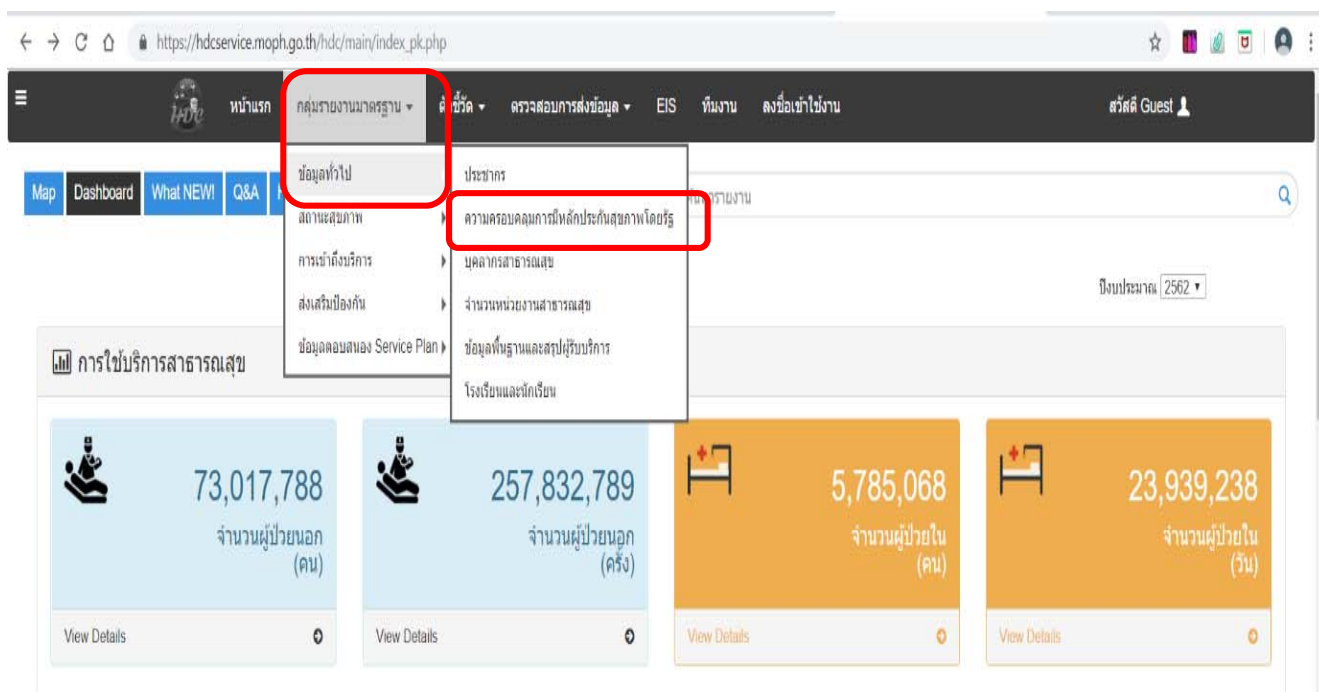 https://hdcservice.moph.go.th/hdc/main/index_pk.php
HDC หน้าแรก กลุ่มรายงานมาตรฐาน ตรวจสอบการส่งข้อมูล EIS ทีมงาน ลงชื่อเข้าใช้งาน สวัสดี Guest
ข้อมูลทั่วไป ประชากร
Map Dashboard What NEW! Q&A
สถานะสุขภาพ ความครอบคลุมการมีหลักประกันสุขภาพโดยรัฐ
การเข้าถึงบริการ บุคลากรสาธารณสุข
ปีงบประมาณ 2562
ส่งเสริมป้องกัน จำนวนหน่วยงานสาธารณสุข
ข้อมูลตอบสนอง Service Plan ข้อมูลพื้นฐานและสรุปผู้รับบริการ
การใช้บริการสาธารณสุข
โรงเรียนและนักเรียน
73,017,788 257,832,789 5,785,068 23,939,238
จำนวนผู้ป่วยนอก จำนวนผู้ป่วยนอก จำนวนผู้ป่วยใน จำนวนผู้ป่วยใน
(คน) (ครั้ง) (คน) (วัน)
View Details View Details View Details View Details